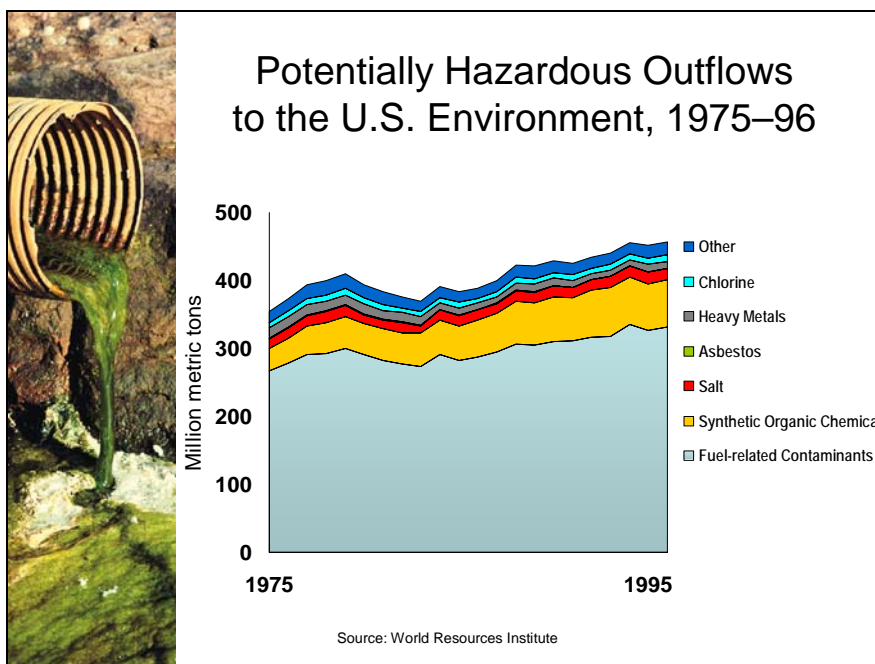 Potentially Hazardous Outflows
to the U.S. Environment, 1975–96
500
400
300
200
100
0
Million metric tons
1975
1995
Other
Chlorine
Heavy Metals
Asbestos
Salt
Synthetic Organic Chemica
Fuel-related Contaminants
Source: World Resources Institute